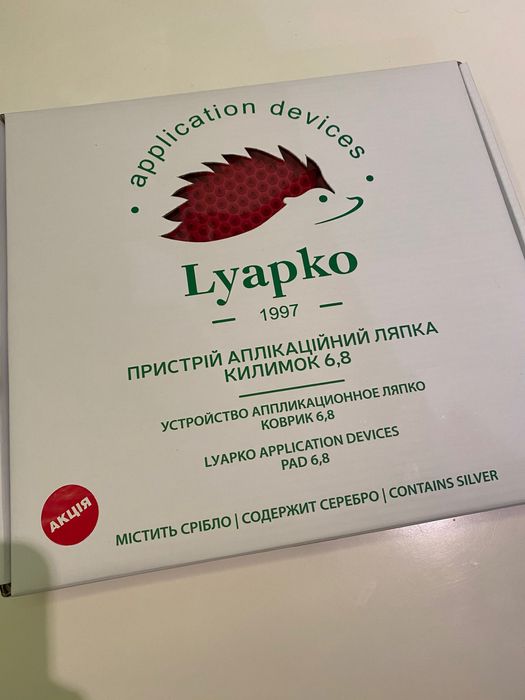 application devices
Lyapko
1997
ПРИСТРІЙ АПЛІКАЦІЙНИЙ ЛЯПКА
КИЛИМОК 6,8
УСТРОЙСТВО АППЛИКАЦИОННОЕ ЛЯПКО
КОВРИК 6,8
LYAPKO APPLICATION DEVICES
PAD 6,8
АКЦІЯ
МІСТИТЬ СРІБЛО | СОДЕРЖИТ СЕРЕБРО | CONTAINS SILVER